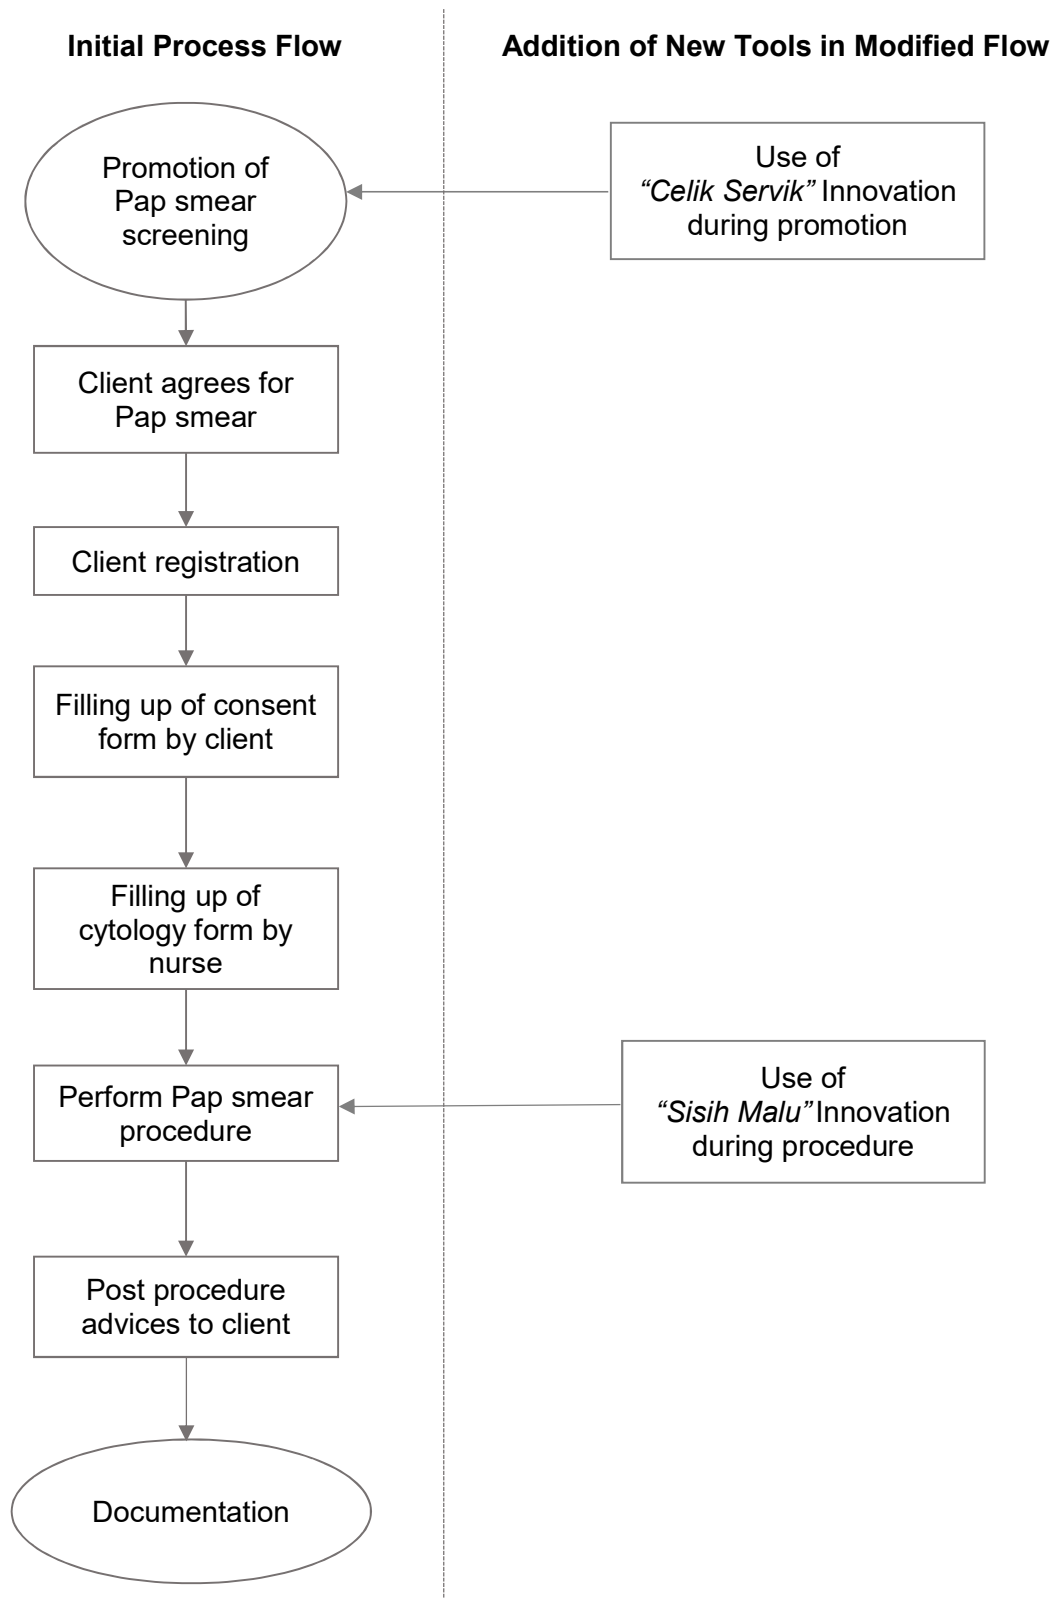 Initial Process Flow
Addition of New Tools in Modified Flow
Promotion of
Pap smear
screening
Use of
“Celik Servik” Innovation
during promotion
Client agrees for
Pap smear
Client registration
Filling up of consent
form by client
Filling up of
cytology form by
nurse
Perform Pap smear
procedure
Use of
“Sisih Malu” Innovation
during procedure
Post procedure
advices to client
Documentation